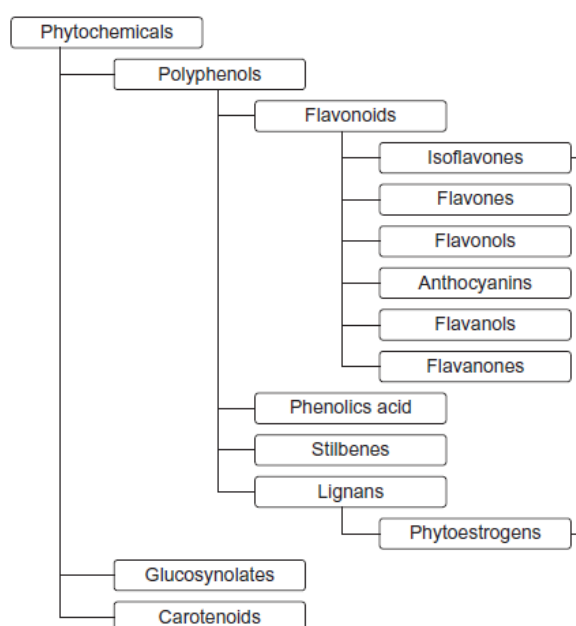 Phytochemicals
Polyphenols
Flavonoids
Isoflavones
Flavones
Flavonols
Anthocyanins
Flavanols
Flavanones
Phenolics acid
Stilbenes
Lignans
Phytoestrogens
Glucosynolates
Carotenoids